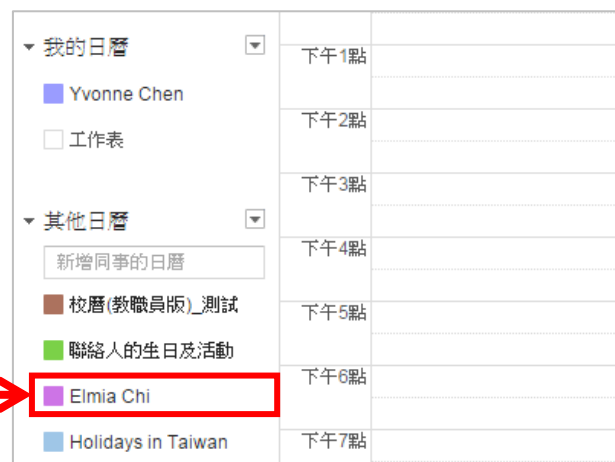 我的日曆
Yvonne Chen
工作表
其他日曆
新增同事的日曆
校曆(教職員版)_測試
聯絡人的生日及活動
Elmia Chi
Holidays in Taiwan
下午1點
下午2點
下午3點
下午4點
下午5點
下午6點
下午7點